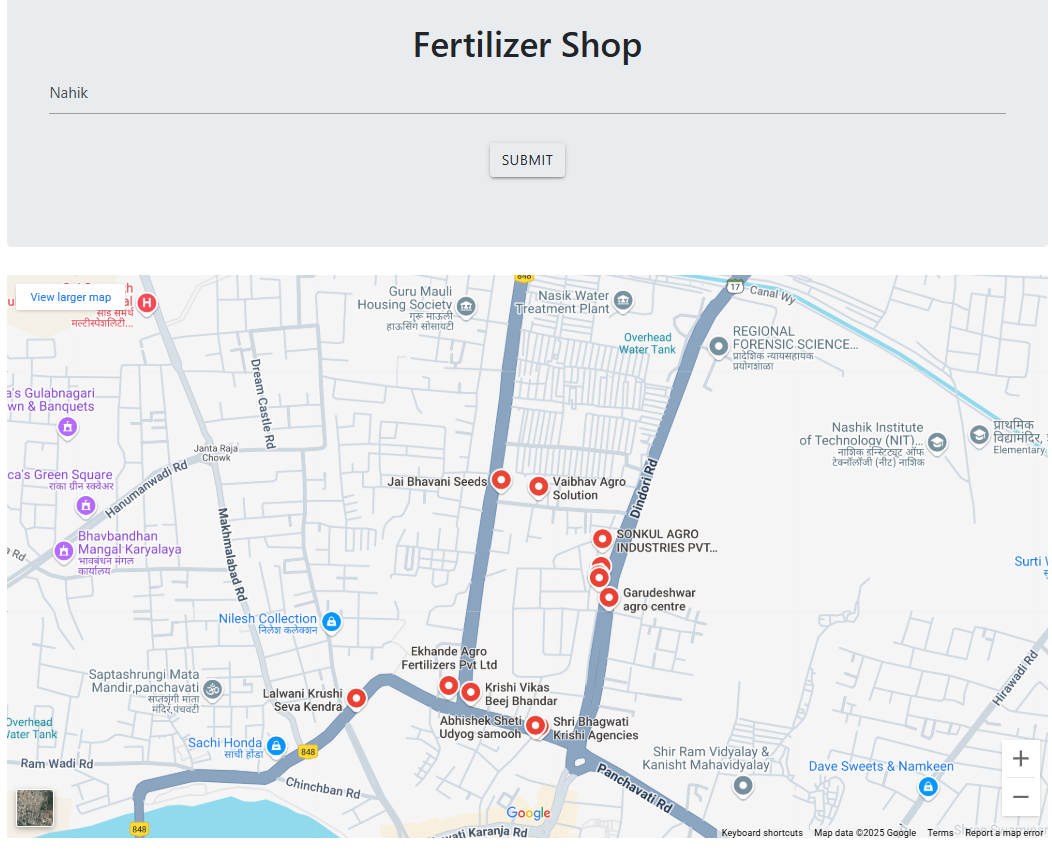 Fertilizer Shop
Nahik
SUBMIT
View larger map
साई समर्थ
मल्टीस्पेशलिटी...
Guru Mauli
Housing Society
गुरू माऊली
हाऊसिंग सोसायटी
848
Nasik Water
Treatment Plant
Overhead
Water Tank
17
Canal Wy
REGIONAL
FORENSIC SCIENCE...
प्रादेशिक न्यायसहायक
प्रयोगशाळा
a's Gulabnagari
wn & Banquets
Dream Castle Rd
Janta Raja
Chowk
Nashik Institute
of Technology (NIT)...
नाशिक इन्स्टिट्यूट ऑफ
टेक्नॉलॉजी (नीट) नाशिक
प्राथमिक
विद्यामंदिर,
Elementary
ca's Green Square
राका ग्रीन स्क्वेअर
Hanumanwadi Rd
Jai Bhavani Seeds
Vaibhav Agro
Solution
Dindori Rd
Makhmalabad Rd
Bhavbandhan
Mangal Karyalaya
भावबंधन मंगल
कार्यालय
a Rd
SONKUL AGRO
INDUSTRIES PVT...
Surti
Garudeshwar
agro centre
Nilesh Collection
निलेश कलेक्शन
Ekhande Agro
Fertilizers Pvt Ltd
Saptashrungi Mata
Mandir,panchavati
सप्तशृंगी माता
मंदिर,पंचवटी
Lalwani Krushi
Seva Kendra
Krishi Vikas
Beej Bhandar
Hirawadi Rd
Overhead
Water Tank
Abhishek Sheti
Udyog samooh
Shri Bhagwati
Krishi Agencies
Sachi Honda
साची होंडा
848
Ram Wadi Rd
Shir Ram Vidyalay &
Kanisht Mahavidyalay
Panchavati Rd
Dave Sweets & Namkeen
Chinchban Rd
848
Google
wati Karanja Rd
Keyboard shortcuts
Map data ©2025 Google
Terms
Report a map error